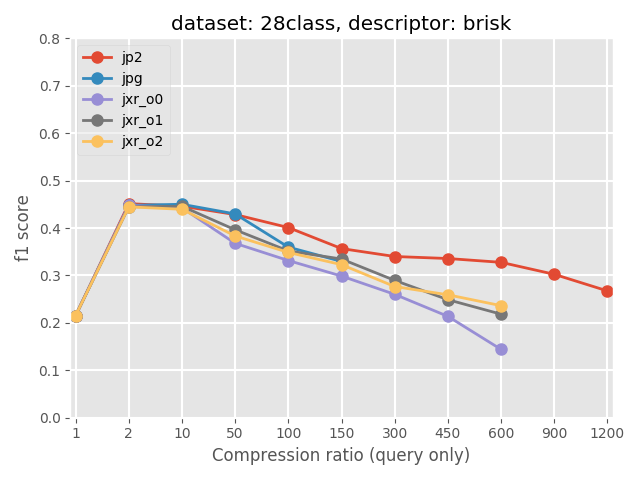 dataset: 28class, descriptor: brisk
0.8
0.7
0.6
0.5
0.4
0.3
0.2
0.1
0.0
f1 score
jp2
jpg
jxr_o0
jxr_o1
jxr_o2
1 2 10 50 100 150 300 450 600 900 1200
Compression ratio (query only)